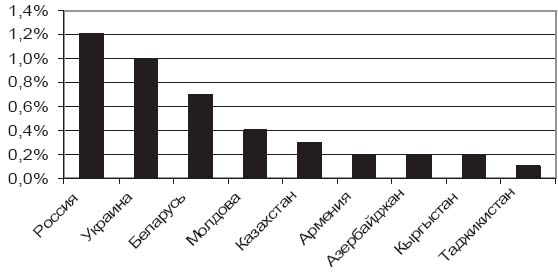 1,4%
1,2%
1,0%
0,8%
0,6%
0,4%
0,2%
0,0%
Россия
Украина
Беларусь
Молдова
Казахстан
Армения
Азербайджан
Кыргыстан
Таджикистан